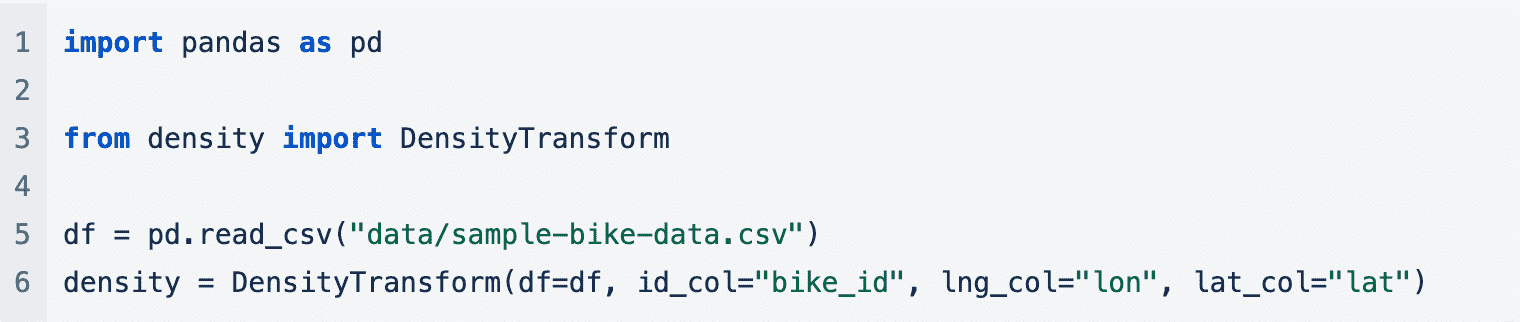 1 import pandas as pd
2
3 from density import DensityTransform
4
5 df = pd.read_csv("data/sample-bike-data.csv")
6 density = DensityTransform(df=df, id_col="bike_id", lng_col="lon", lat_col="lat")